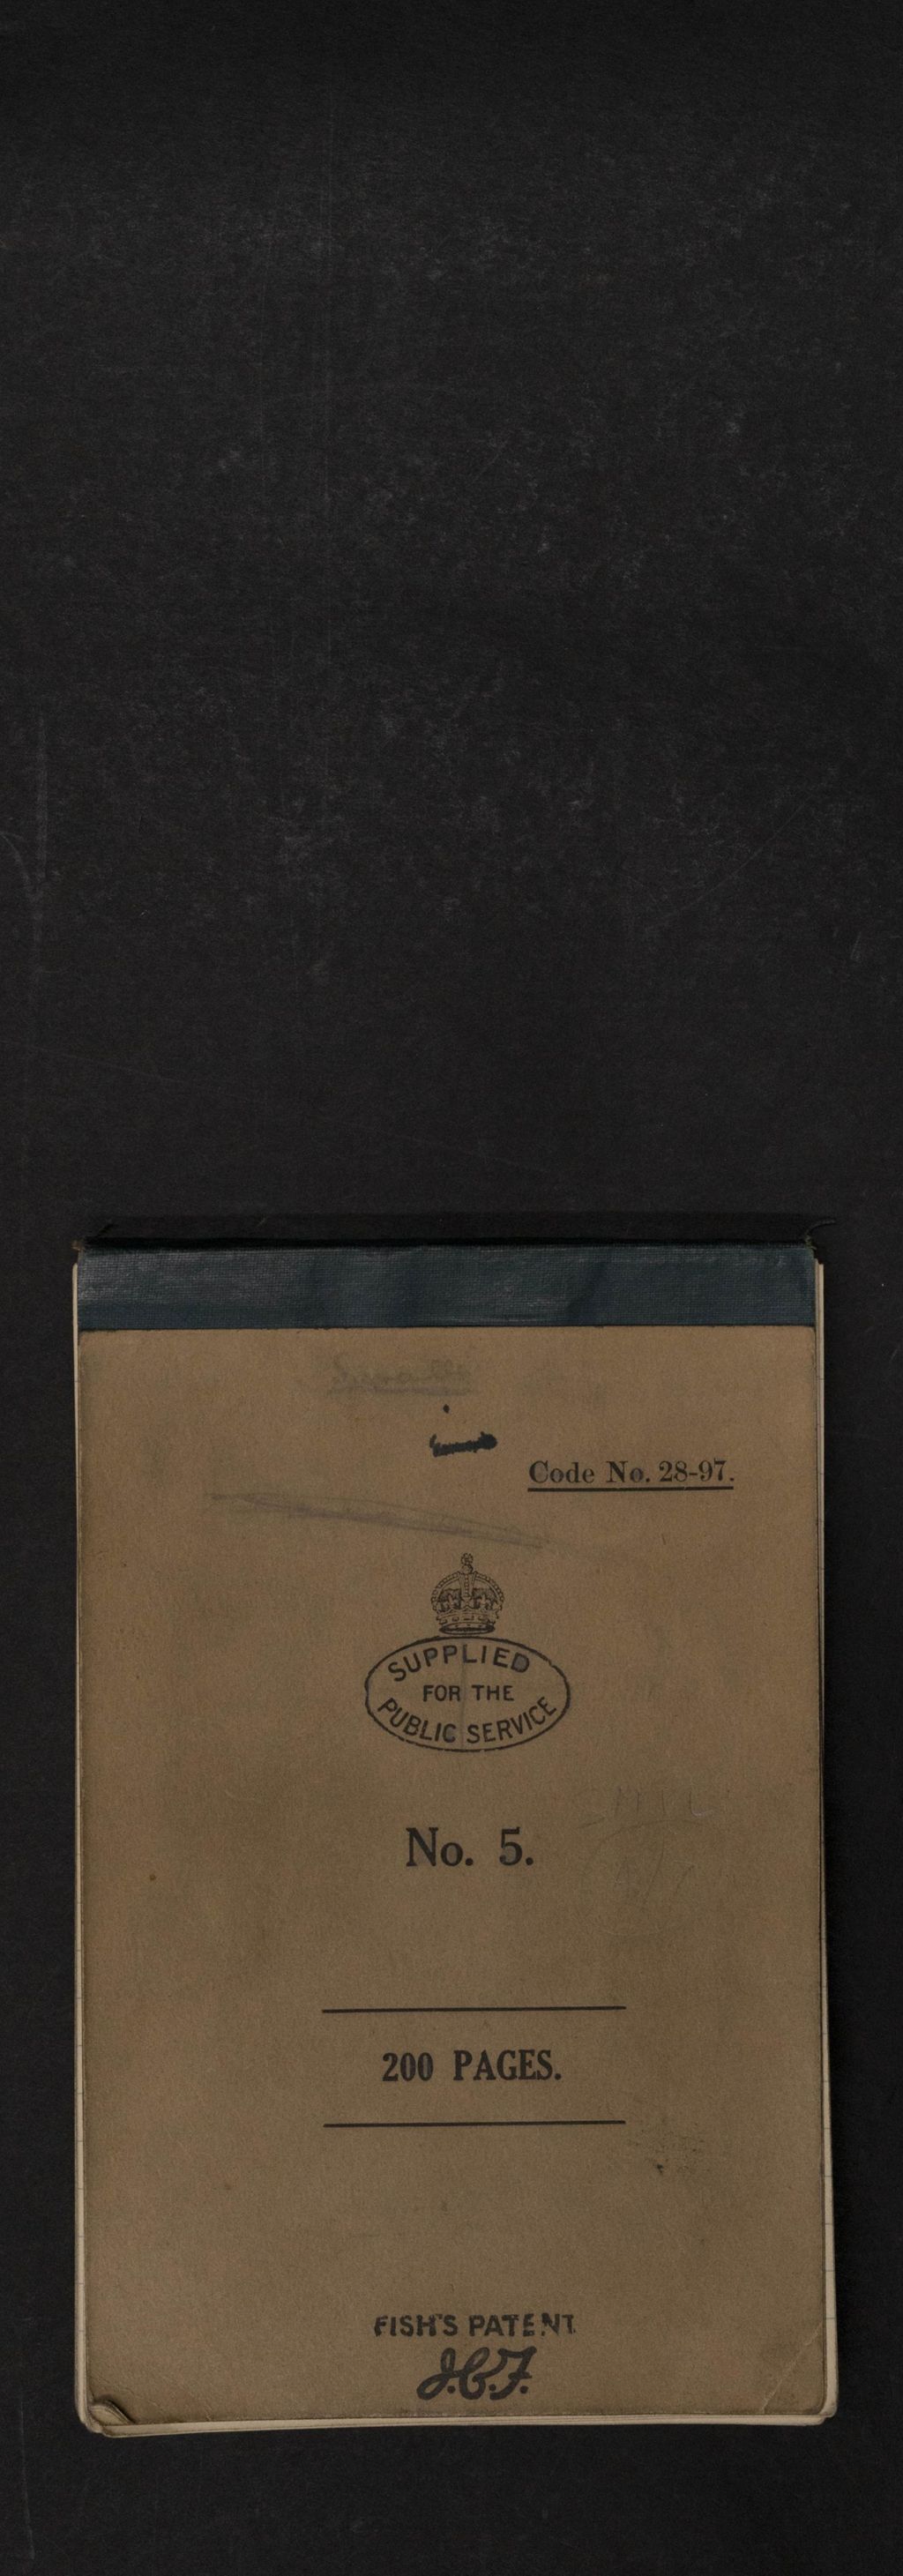 Code No. 28-97.
SUPPLIED
FOR THE
PUBLIC SERVICE
No. 5.
200 PAGES.
FISH'S PATENT
J.C.F.